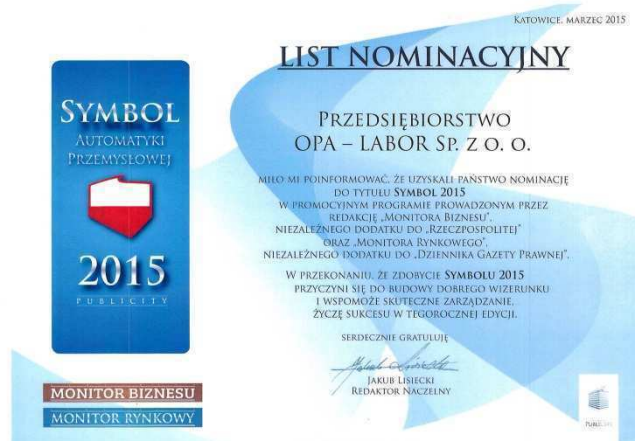 KATOWICE, MARZEC 2015
LIST NOMINACYJNY
PRZEDSIĘBIORSTWO
OPA – LABOR SP. Z O. O.
MIŁO MI POINFORMOWAĆ, ŻE UZYSKALI PAŃSTWO NOMINACJĘ
DO TYTUŁU SYMBOL 2015
W PROMOCYJNYM PROGRAMIE PROWADZONYM PRZEZ
REDAKCJĘ „MONITORA BIZNESU",
NIEZALEŻNEGO DODATKU DO „RZECZPOSPOLITEJ"
ORAZ „MONITORA RYNKOWEGO",
NIEZALEŻNEGO DODATKU DO „DZIENNIKA GAZETY PRAWNEJ".
W PRZEKONANIU, ŻE ZDOBYCIE SYMBOLU 2015
PRZYCZYNI SIĘ DO BUDOWY DOBREGO WIZERUNKU
I WSPOMOŻE SKUTECZNE ZARZĄDZANIE,
ŻYCZĘ SUKCESU W TEGOROCZNEJ EDYCJI.
SERDECZNIE GRATULUJĘ
JAKUB LISIECKI
REDAKTOR NACZELNY
SYMBOL
AUTOMATYKI
PRZEMYSŁOWEJ
2015
PUBLICITY
MONITOR BIZNESU
MONITOR RYNKOWY